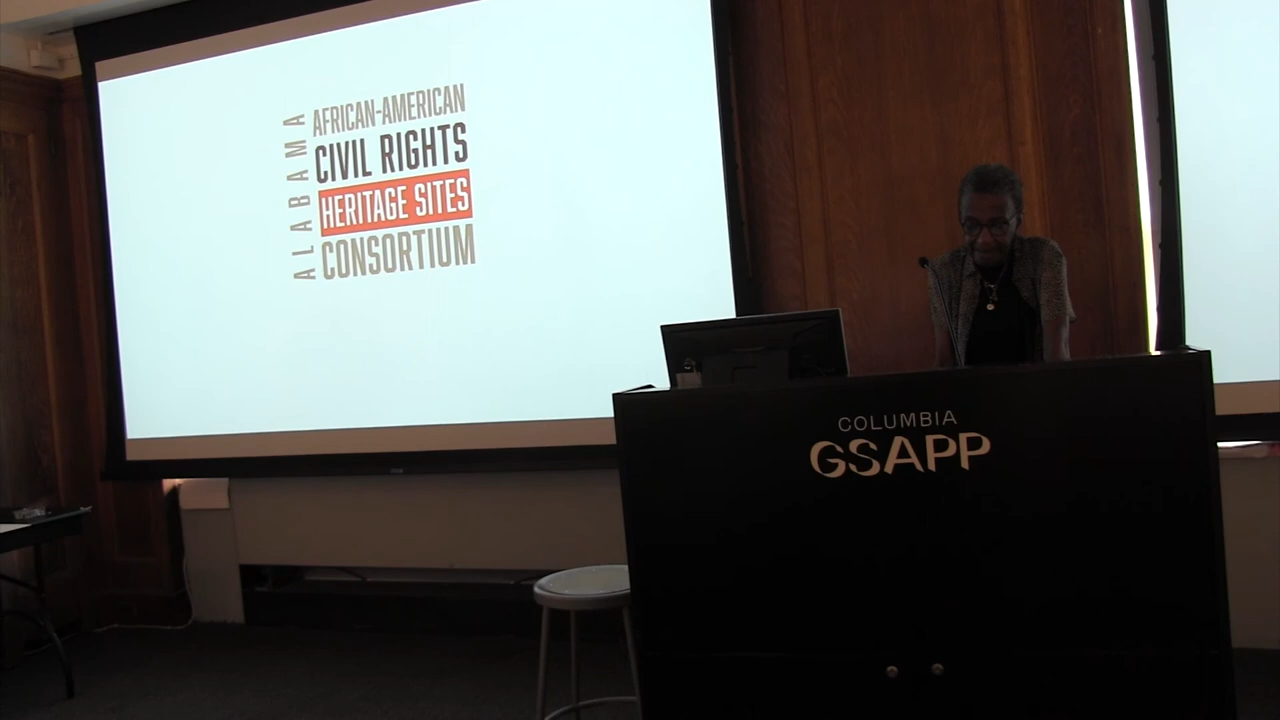 ALABAMA
AFRICAN-AMERICAN
CIVIL RIGHTS
HERITAGE SITES
CONSORTIUM
COLUMBIA
GSAPP